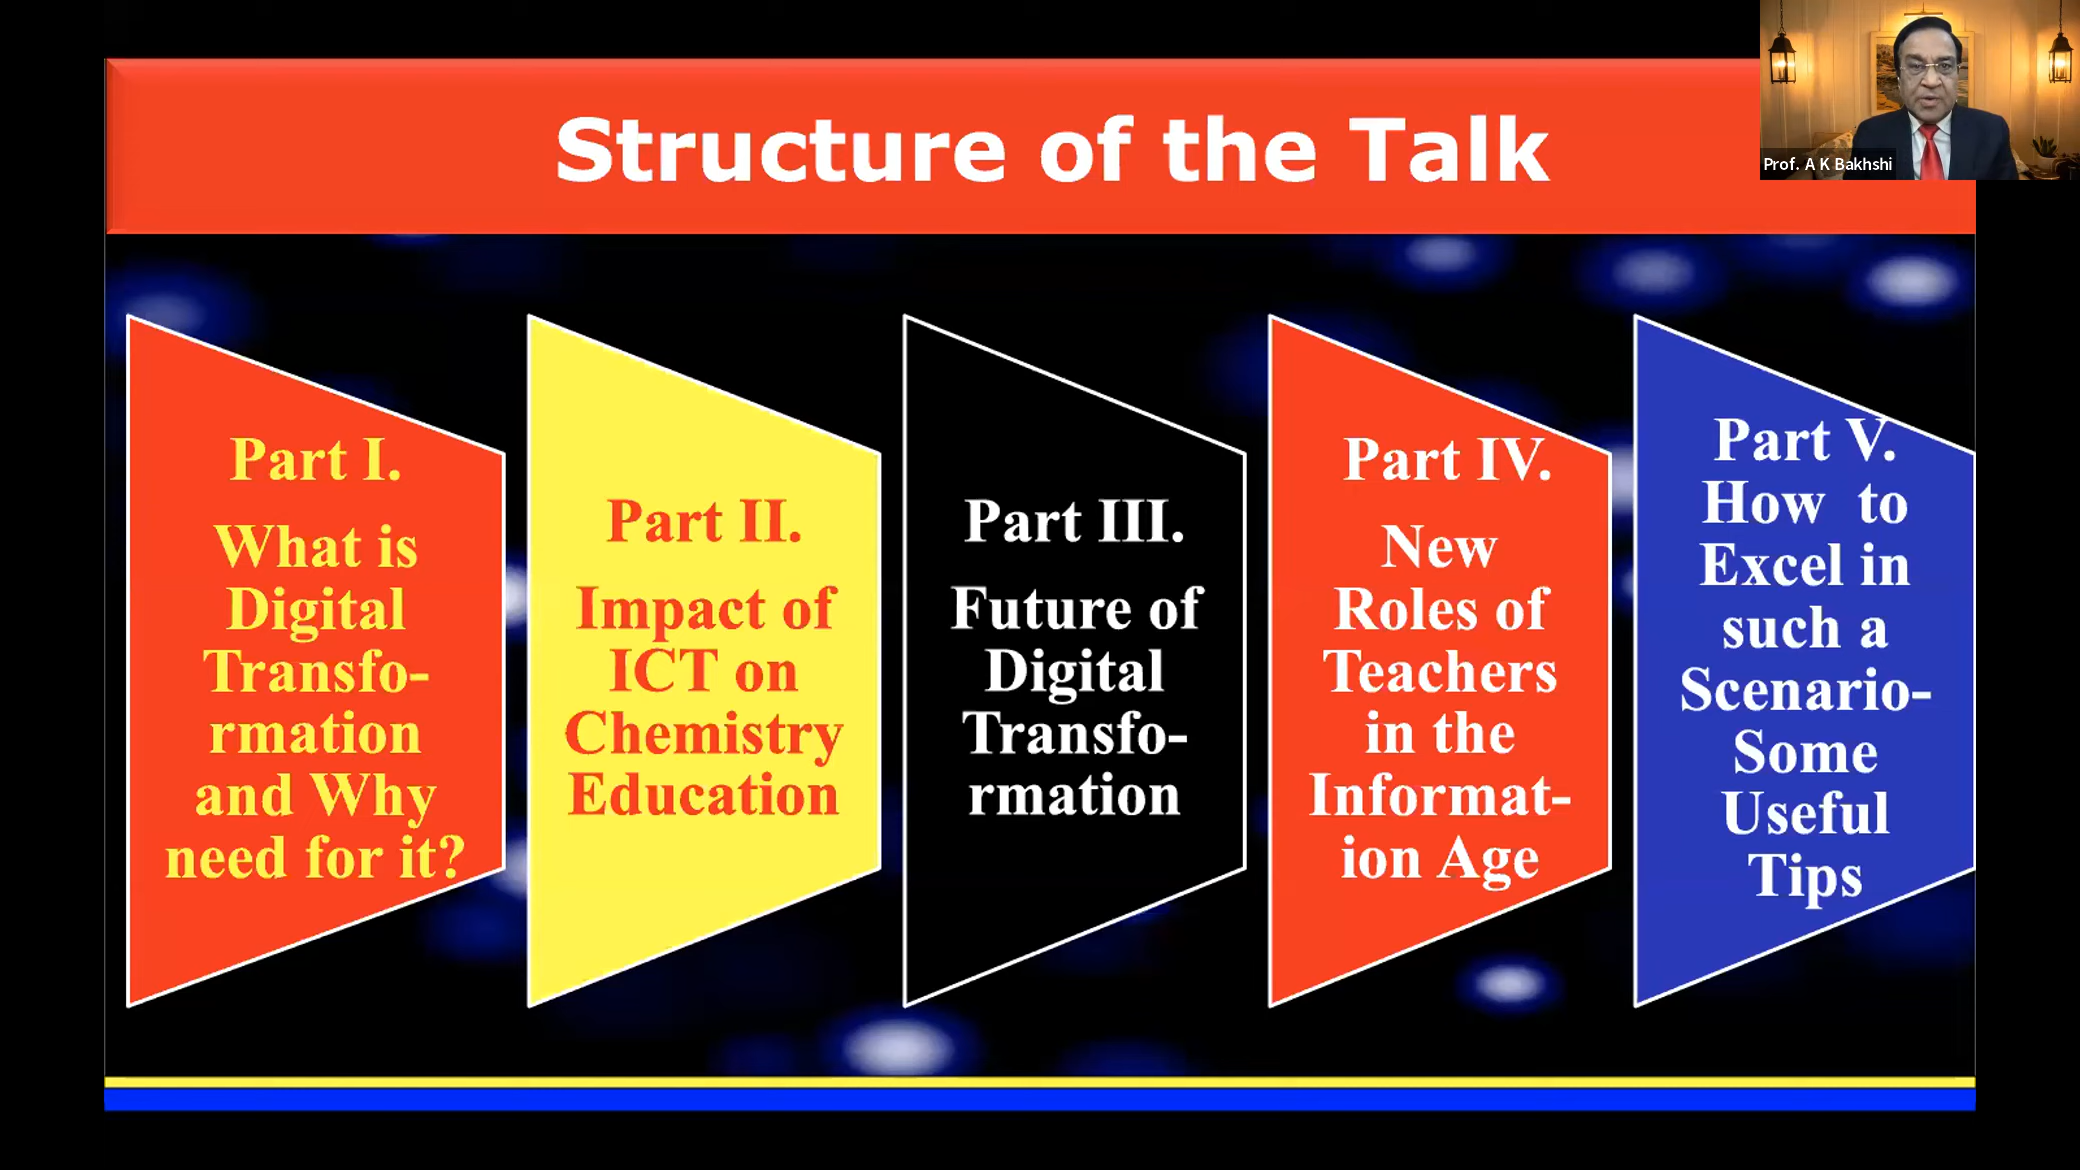 Structure of the Talk
Prof. A K Bakhshi
Part I.
What is
Digital
Transfo-
rmation
and Why
need for it?
Part II.
Impact of
ICT on
Chemistry
Education
Part III.
Future of
Digital
Transfo-
rmation
Part IV.
New
Roles of
Teachers
in the
Informat-
ion Age
Part V.
How to
Excel in
such a
Scenario-
Some
Useful
Tips